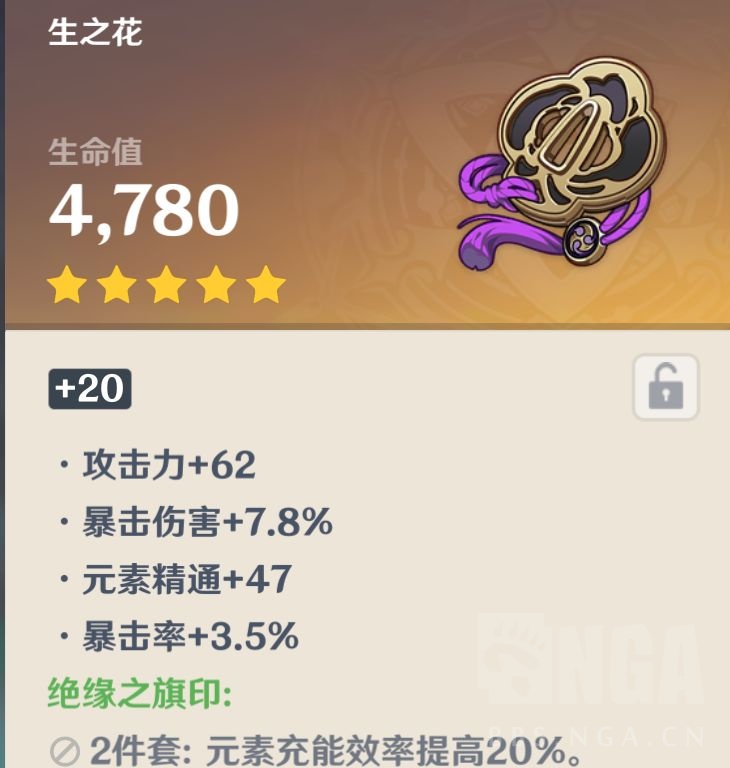 生之花
生命值
4,780
+20
·攻击力+62
·暴击伤害+7.8%
·元素精通+47
·暴击率+3.5%
绝缘之旗印:
2件套: 元素充能效率提高20%。
NGA
BBS.NGA.CN